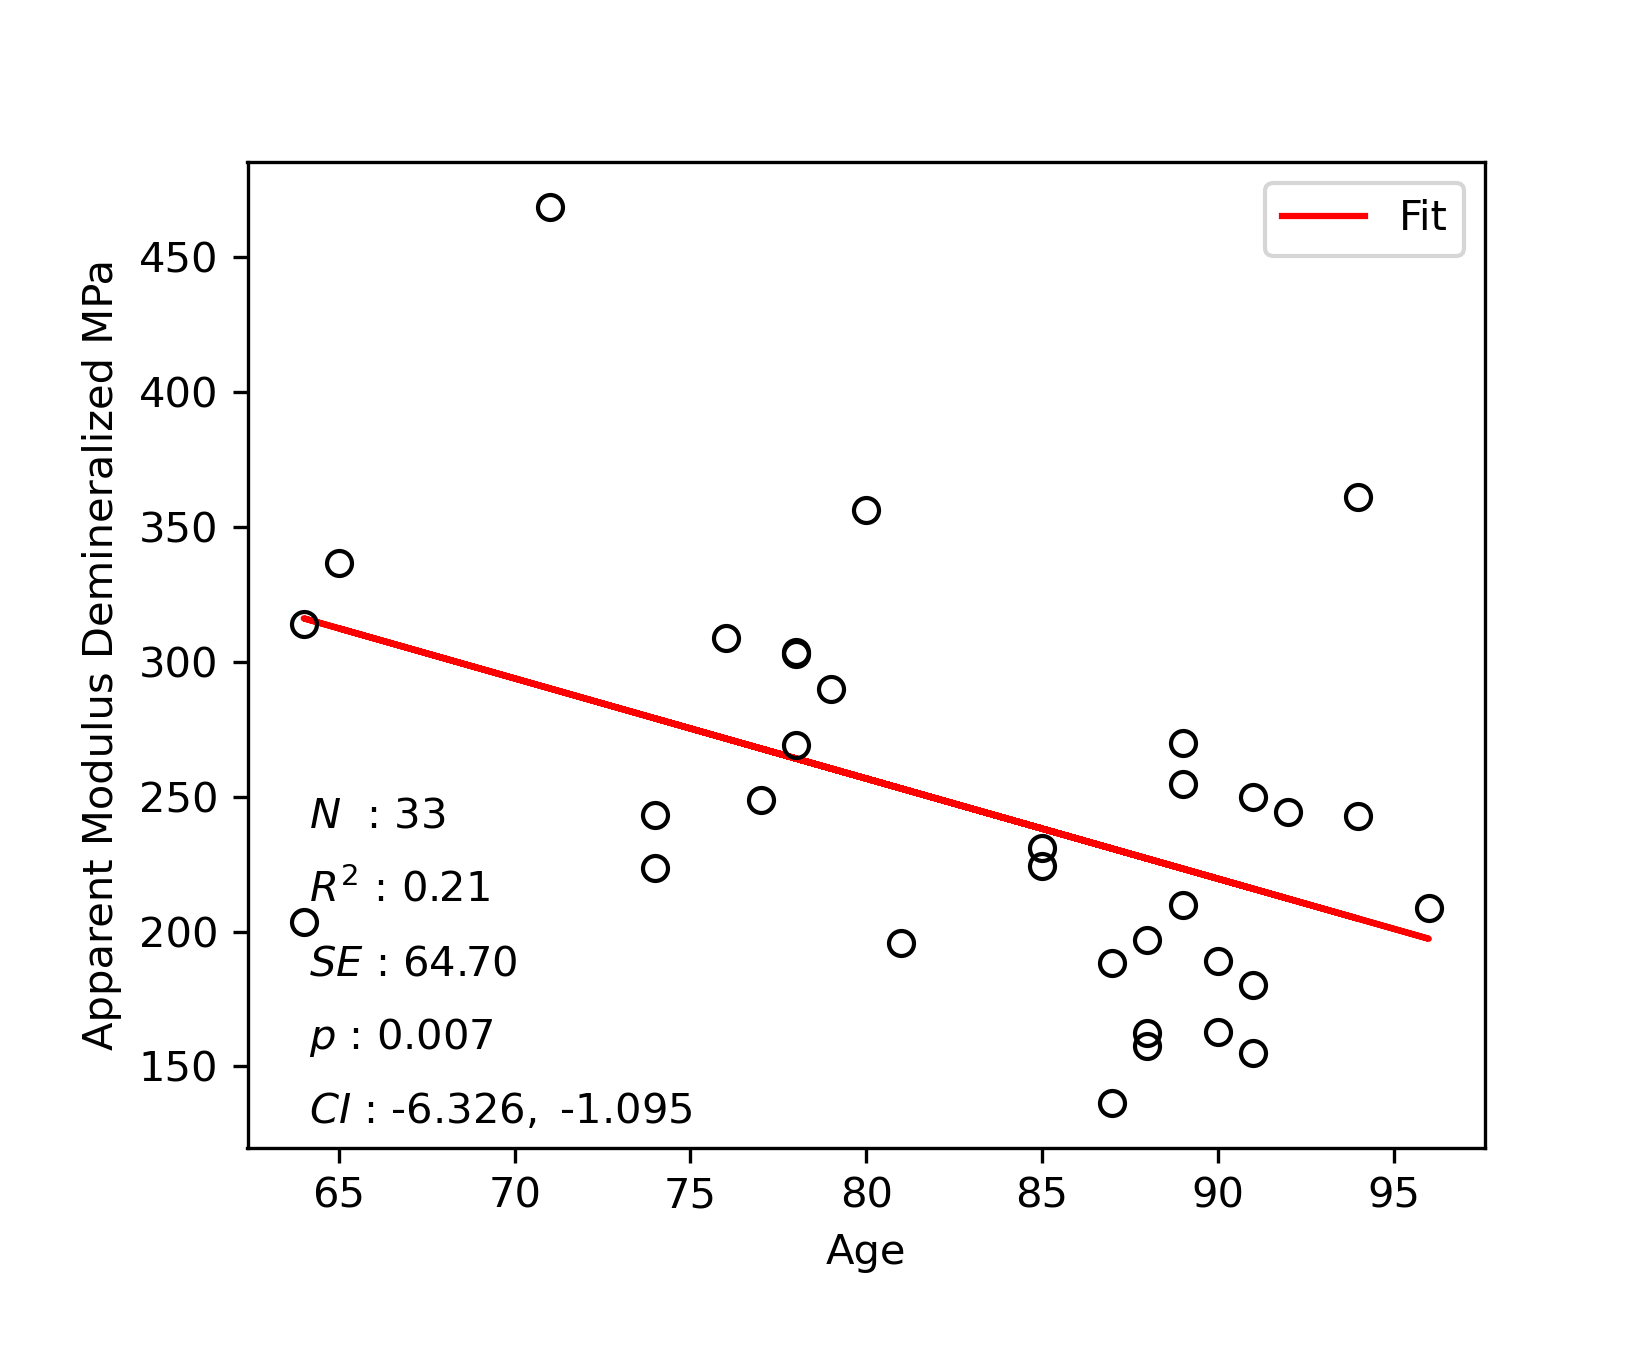 Fit
450
400
350
300
250
200
150
Apparent Modulus Demineralized MPa
N : 33
R² : 0.21
SE : 64.70
p : 0.007
CI : -6.326, -1.095
65 70 75 80 85 90 95
Age